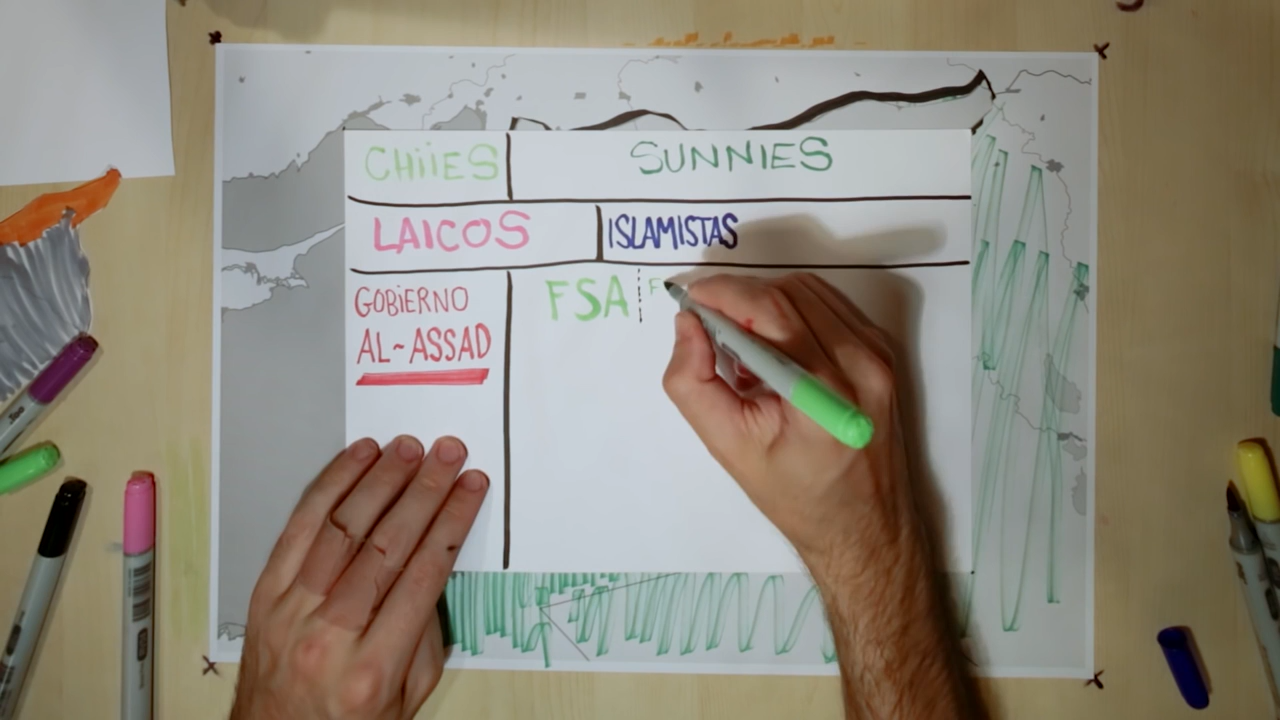 CHIIES SUNNIES
LAICOS ISLAMISTAS
GOBIERNO
AL-ASSAD
FSA F